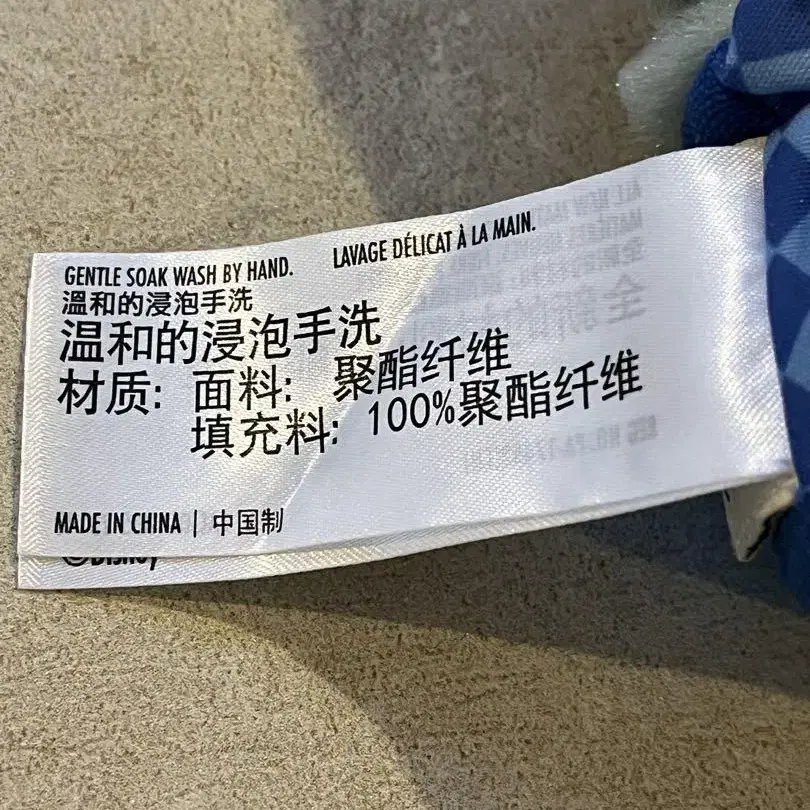 GENTLE SOAK WASH BY HAND. LAVAGE DÉLICAT À LA MAIN.
溫和的浸泡手洗
温和的浸泡手洗
材质: 面料: 聚酯纤维
填充料: 100%聚酯纤维
MADE IN CHINA | 中国制
©Disney